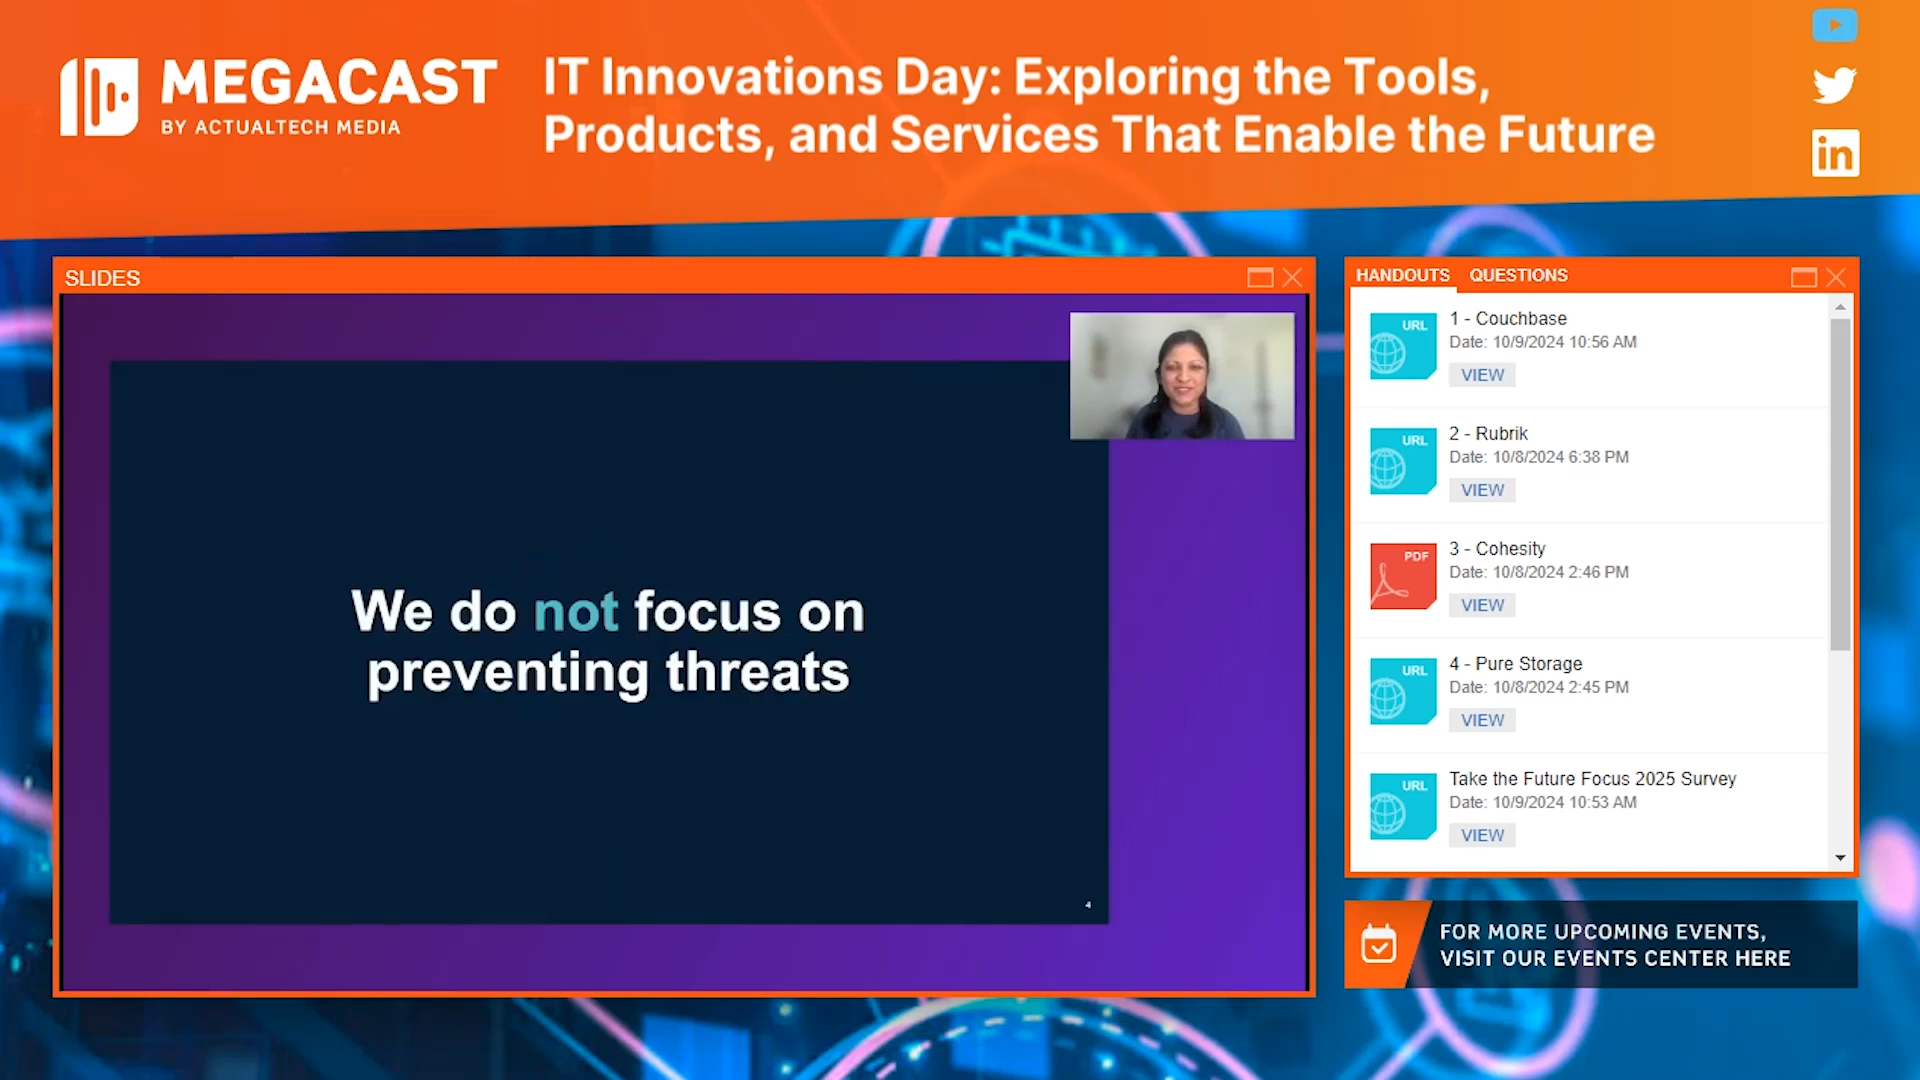 MEGACAST
BY ACTUALTECH MEDIA
IT Innovations Day: Exploring the Tools,
Products, and Services That Enable the Future
in
SLIDES
We do not focus on
preventing threats
4
HANDOUTS QUESTIONS
URL
1 - Couchbase
Date: 10/9/2024 10:56 AM
VIEW
URL
2 - Rubrik
Date: 10/8/2024 6:38 PM
VIEW
PDF
3 - Cohesity
Date: 10/8/2024 2:46 PM
VIEW
URL
4 - Pure Storage
Date: 10/8/2024 2:45 PM
VIEW
URL
Take the Future Focus 2025 Survey
Date: 10/9/2024 10:53 AM
VIEW
FOR MORE UPCOMING EVENTS,
VISIT OUR EVENTS CENTER HERE